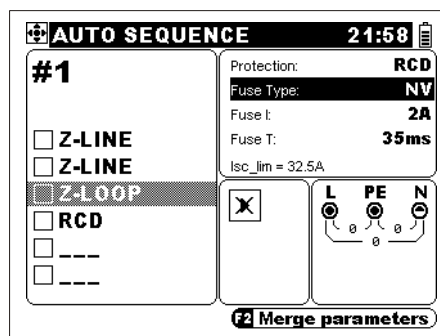 AUTO SEQUENCE 21:58
#1
Z-LINE
Z-LINE
Z-LOOP
RCD
---
---
Protection: RCD
Fuse Type: NV
Fuse I: 2A
Fuse T: 35ms
Isc_lim = 32.5A
L PE N
0 0
0
F2 Merge parameters